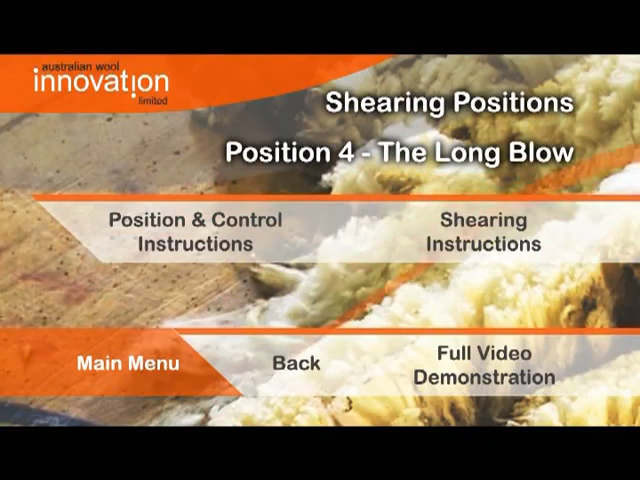 australian wool
innovation
limited
Shearing Positions
Position 4 - The Long Blow
Position & Control
Instructions
Shearing
Instructions
Main Menu
Back
Full Video
Demonstration